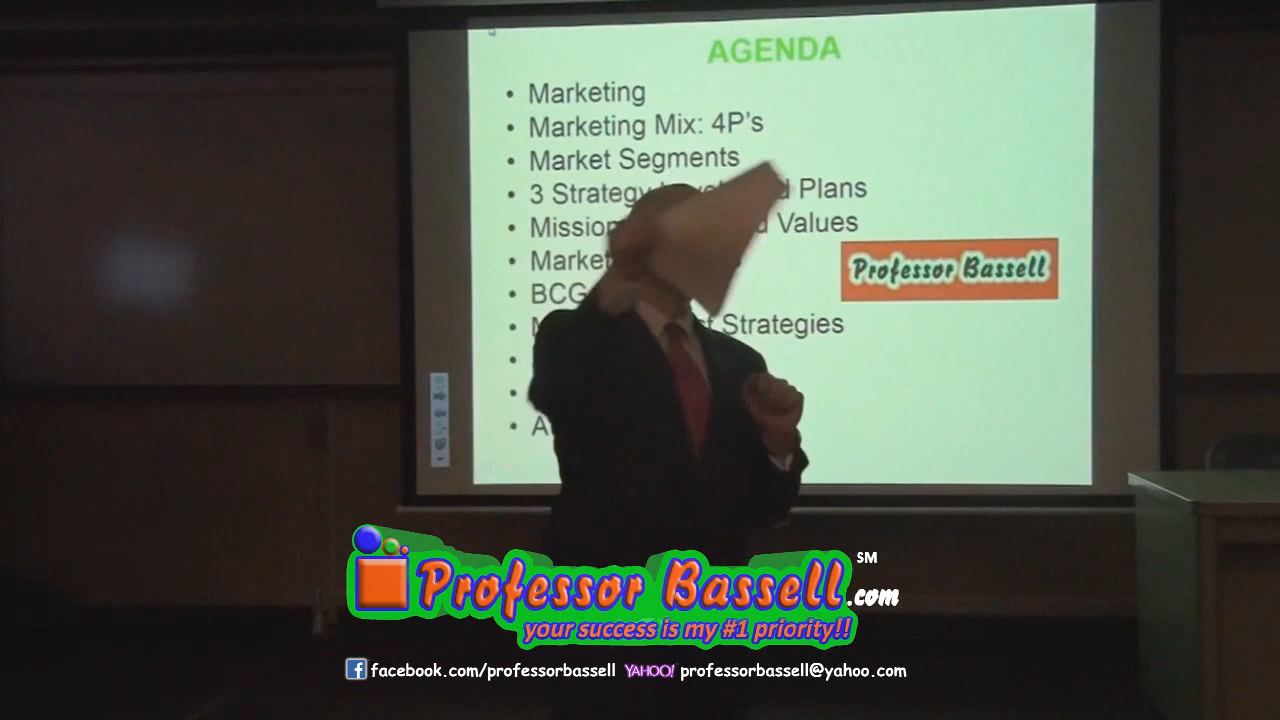 AGENDA
• Marketing
• Marketing Mix: 4P's
• Market Segments
• 3 Strategy Plans
• Mission Values
• Market
Professor Bassell
• BCG
• Strategies
Professor Bassell.com SM
your success is my #1 priority!!
facebook.com/professorbassell YAHOO! professorbassell@yahoo.com